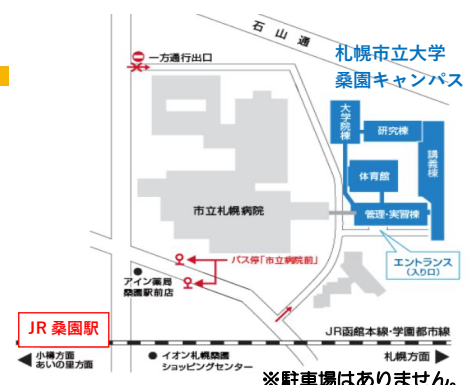 石山通
一方通行出口
札幌市立大学
桑園キャンパス
大学院棟
研究棟
講義棟
体育館
市立札幌病院
管理・実習棟
バス停「市立病院前」
エントランス
(入り口)
アイン薬局
桑園駅前店
JR 桑園駅
JR函館本線・学園都市線
小樽方面
あいの里方面
イオン札幌桑園
ショッピングセンター
札幌方面
※駐車場はありません。